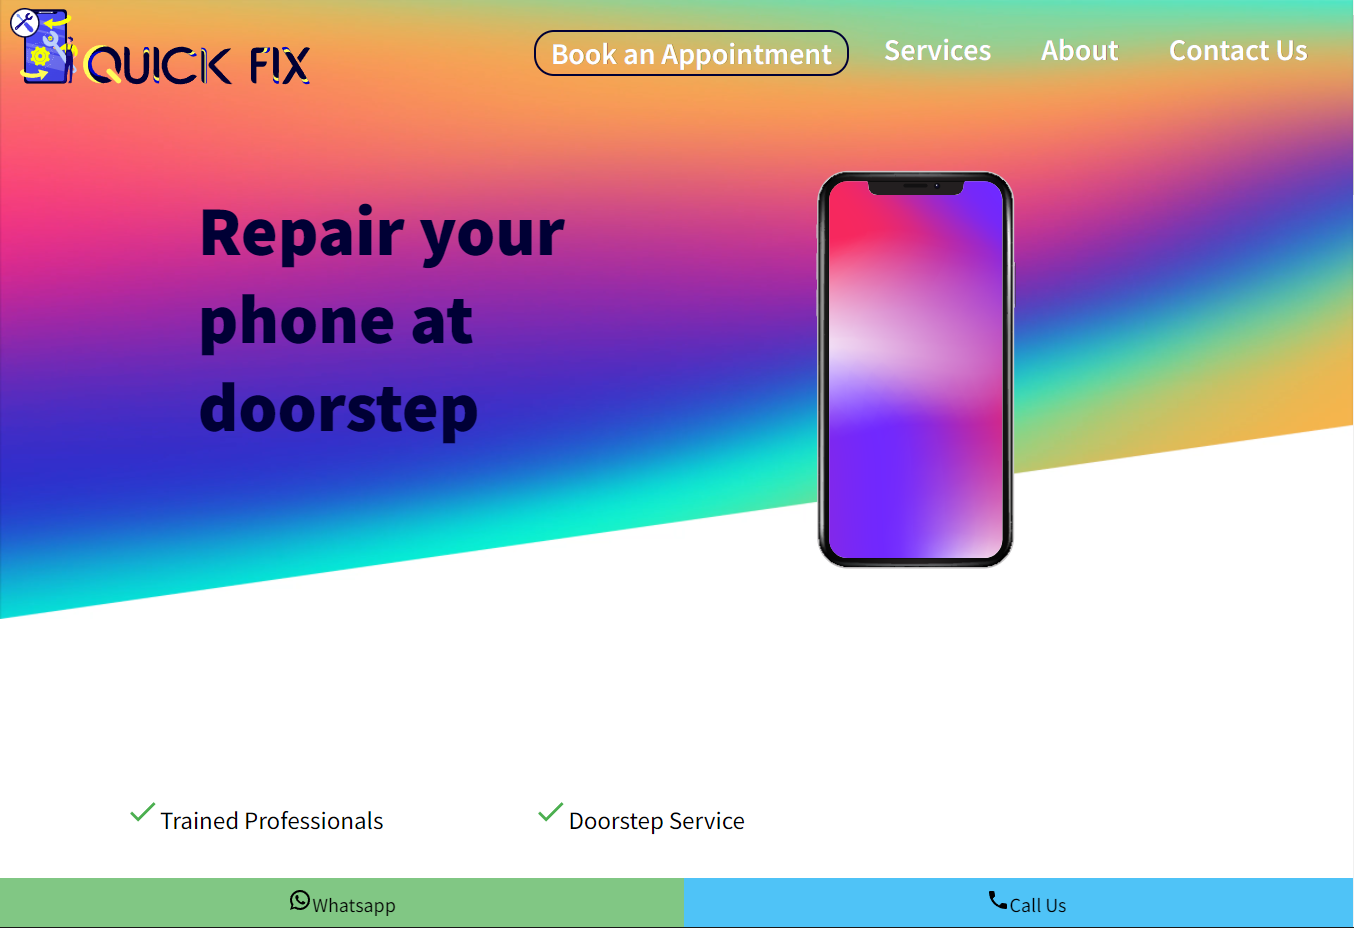 QUICK FIX
Book an Appointment
Services
About
Contact Us
Repair your
phone at
doorstep
Trained Professionals
Doorstep Service
Whatsapp
Call Us